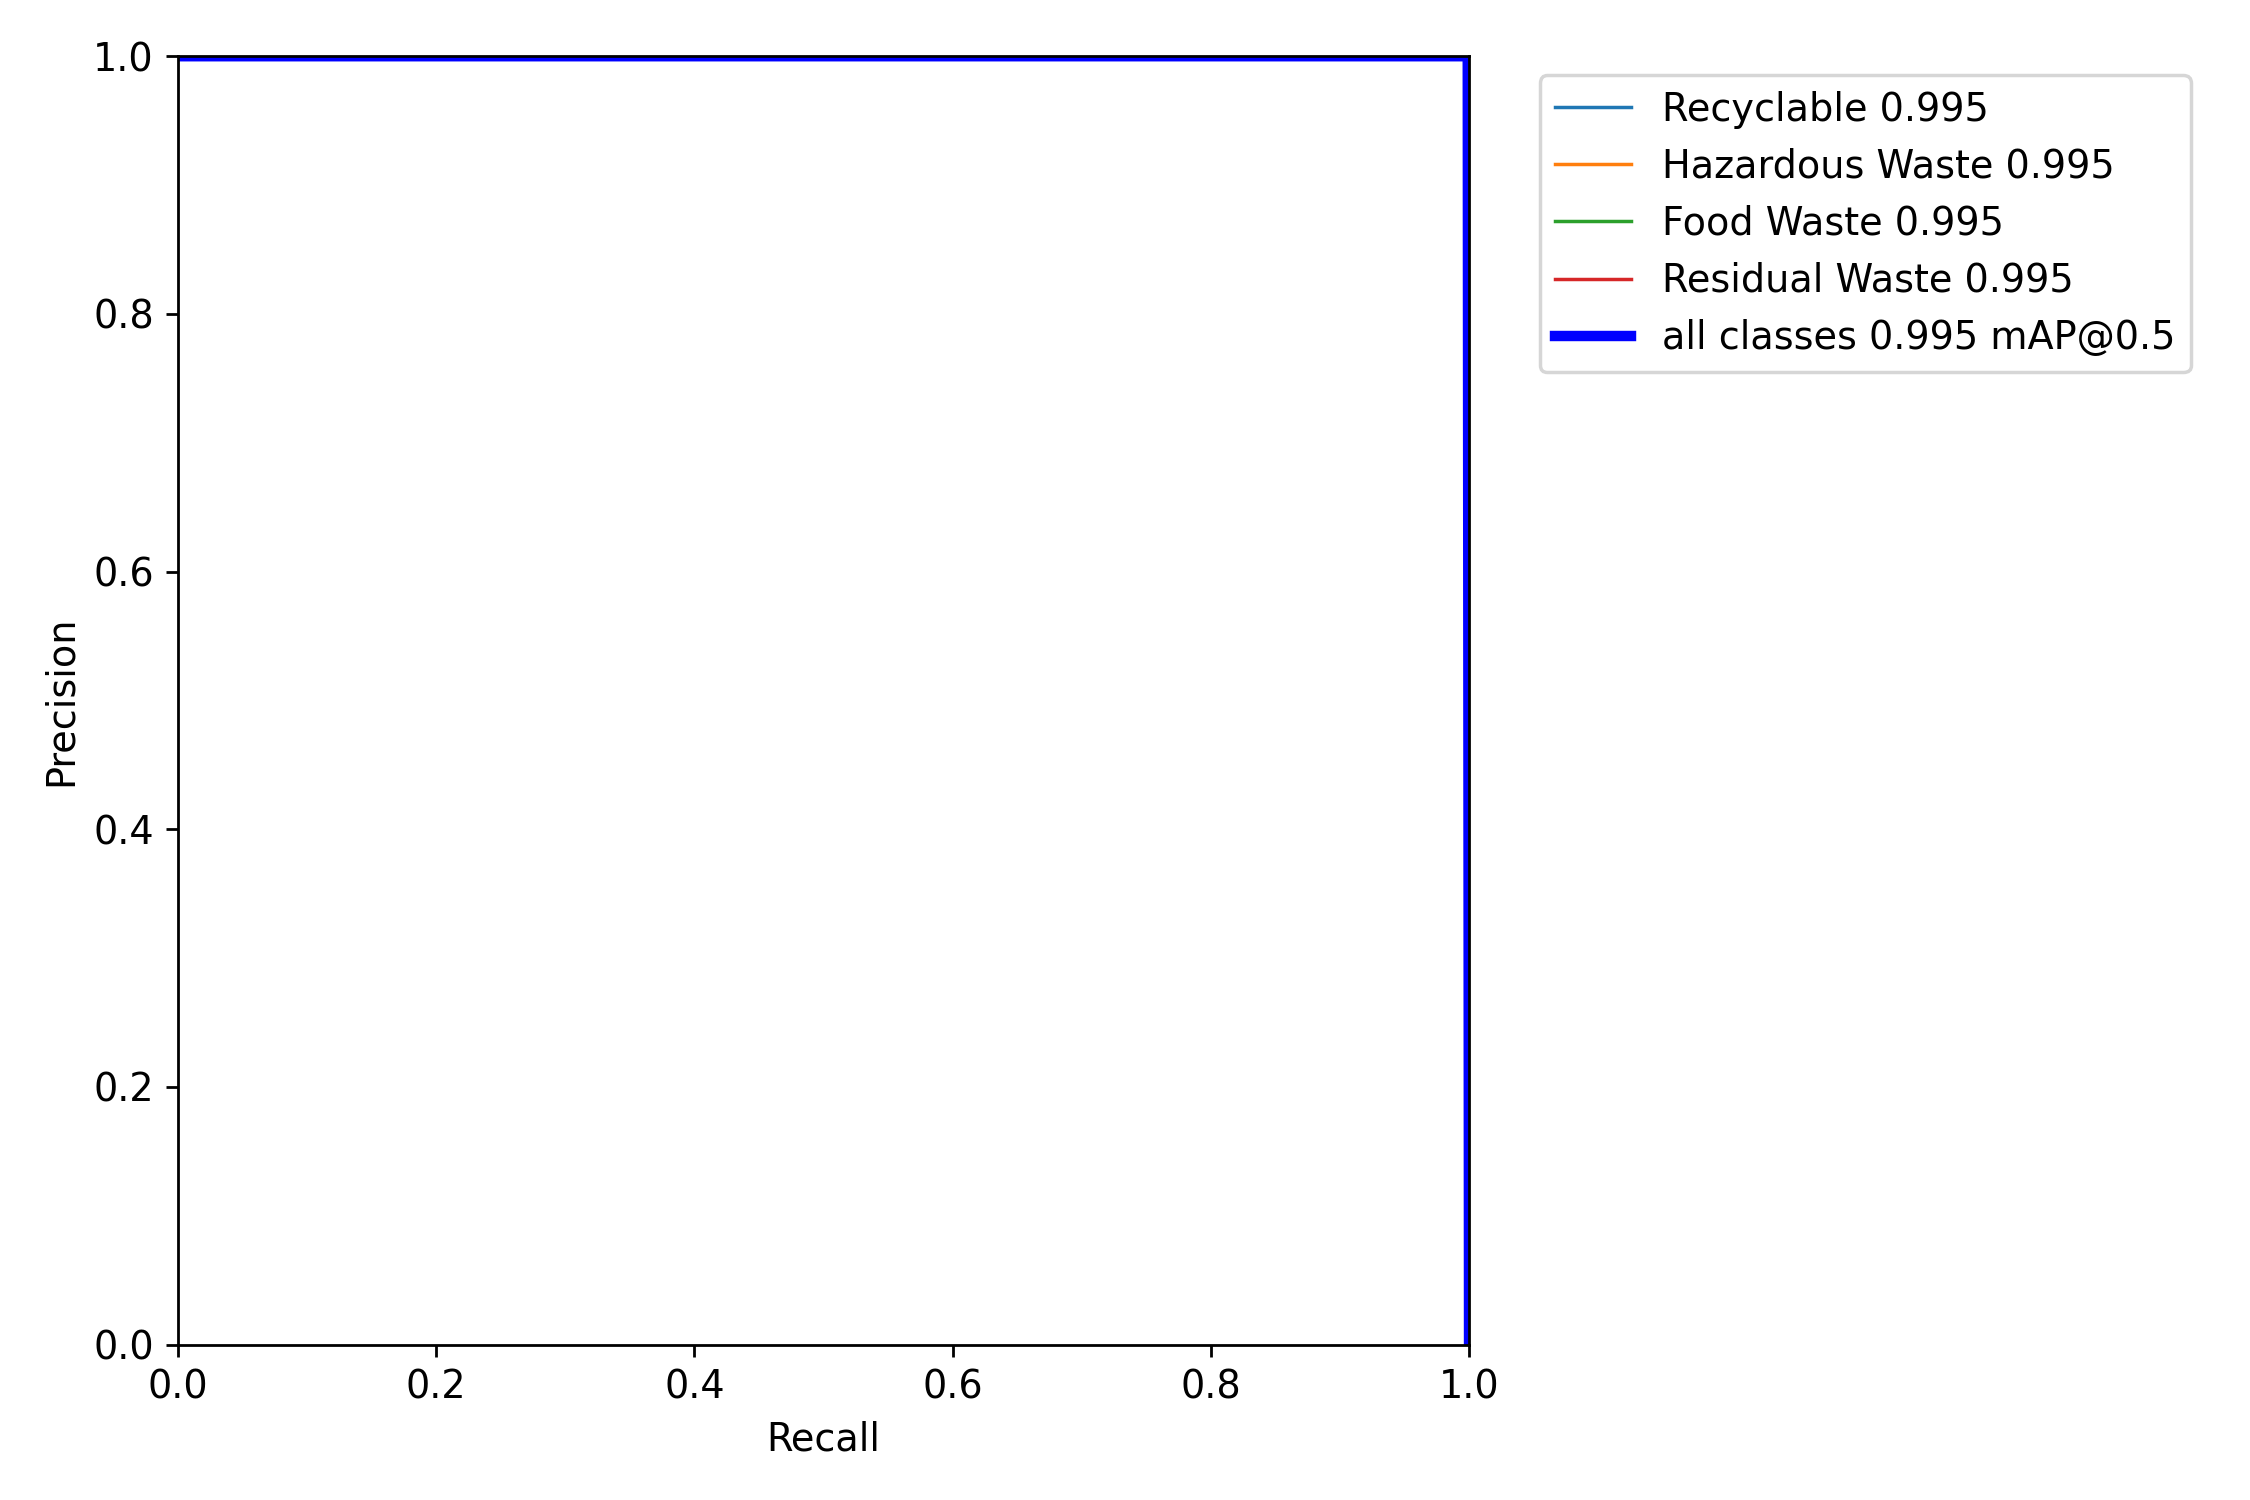 1.0
0.8
0.6
0.4
0.2
0.0
Precision
0.0 0.2 0.4 0.6 0.8 1.0
Recall
Recyclable 0.995
Hazardous Waste 0.995
Food Waste 0.995
Residual Waste 0.995
all classes 0.995 mAP@0.5